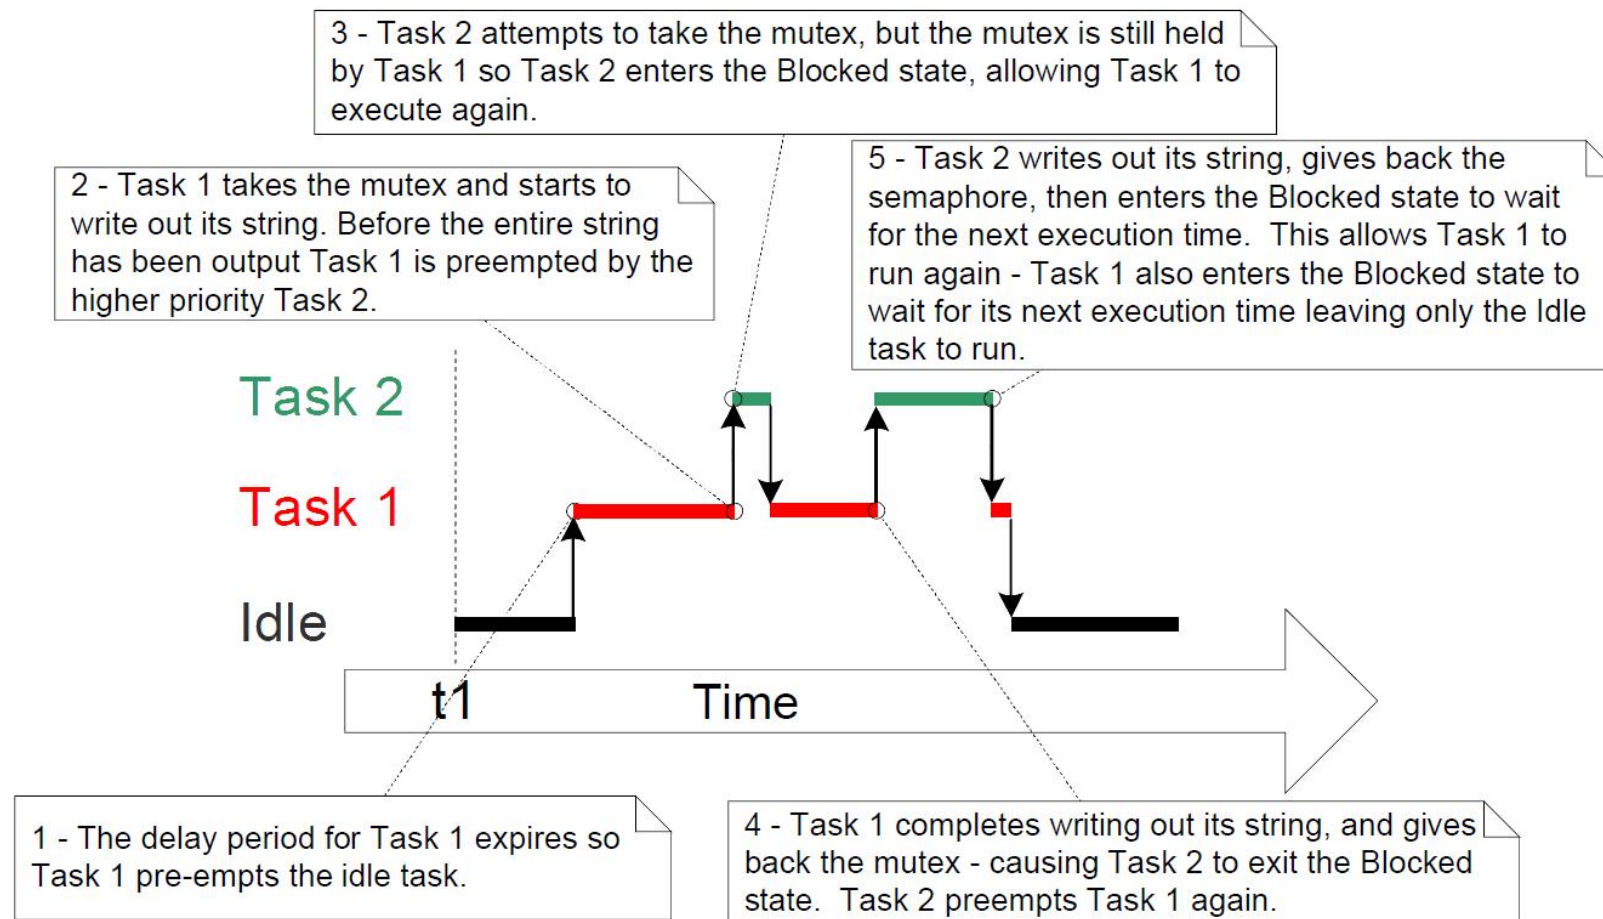 3 - Task 2 attempts to take the mutex, but the mutex is still held
by Task 1 so Task 2 enters the Blocked state, allowing Task 1 to
execute again.
2 - Task 1 takes the mutex and starts to
write out its string. Before the entire string
has been output Task 1 is preempted by the
higher priority Task 2.
5 - Task 2 writes out its string, gives back the
semaphore, then enters the Blocked state to wait
for the next execution time.  This allows Task 1 to
run again - Task 1 also enters the Blocked state to
wait for its next execution time leaving only the Idle
task to run.
Task 2
Task 1
Idle
t1
Time
1 - The delay period for Task 1 expires so
Task 1 pre-empts the idle task.
4 - Task 1 completes writing out its string, and gives
back the mutex - causing Task 2 to exit the Blocked
state.  Task 2 preempts Task 1 again.